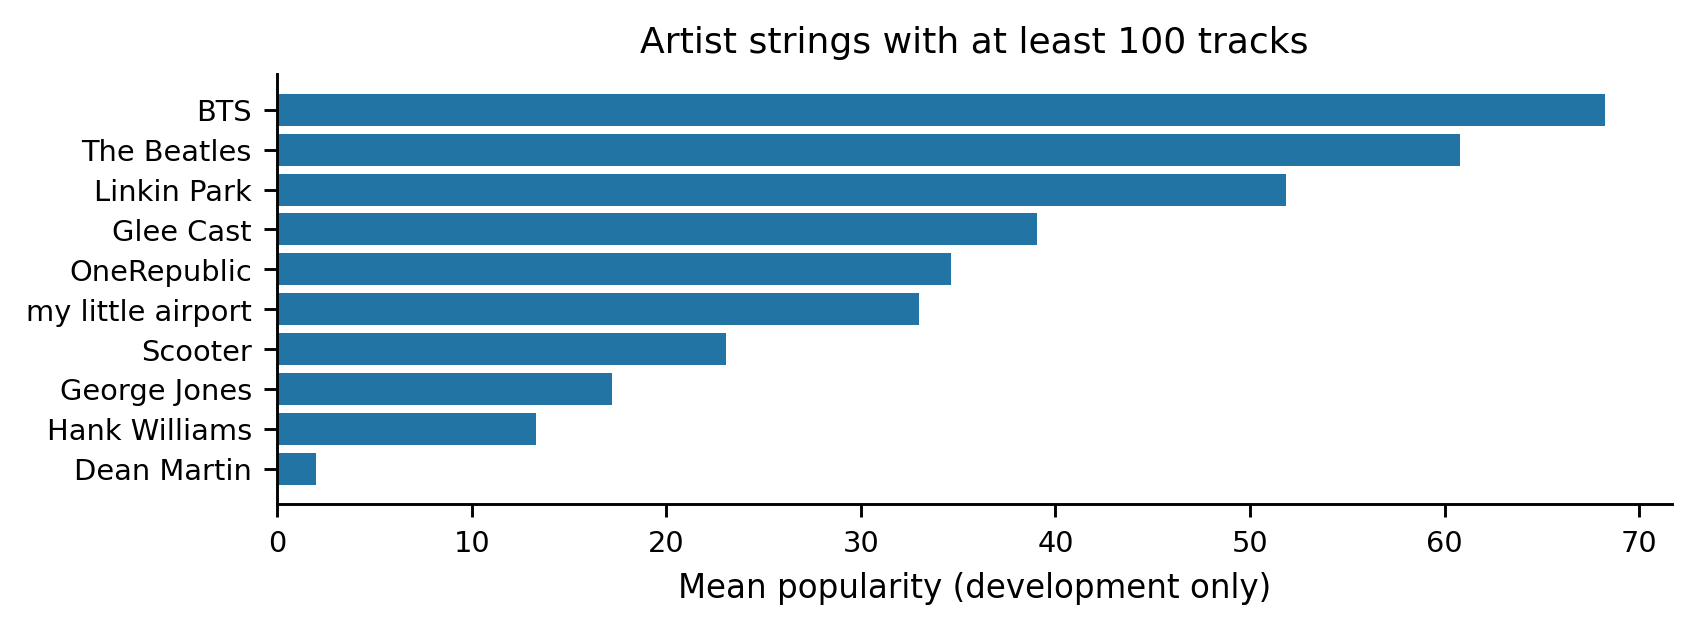 Artist strings with at least 100 tracks
BTS
The Beatles
Linkin Park
Glee Cast
OneRepublic
my little airport
Scooter
George Jones
Hank Williams
Dean Martin
0 10 20 30 40 50 60 70
Mean popularity (development only)